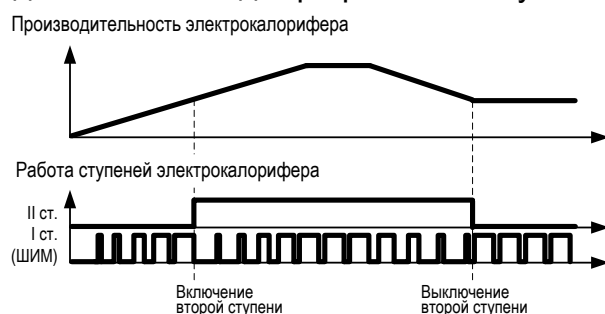 Производительность электрокалорифера
Работа ступеней электрокалорифера
II ст.
I ст.
(ШИМ)
Включение
второй ступени
Выключение
второй ступени